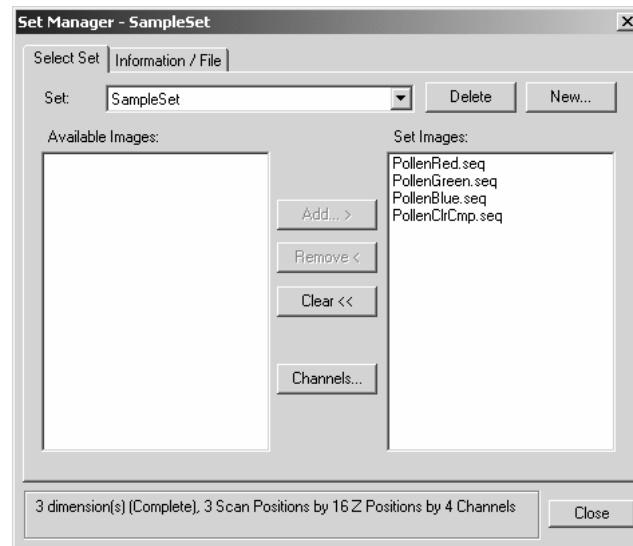 Set Manager - SampleSet
Select Set
Information / File
Set:
SampleSet
Delete
New...
Available Images:
Set Images:
PollenRed.seq
PollenGreen.seq
PollenBlue.seq
PollenClrCmp.seq
Add... >
Remove <
Clear <<
Channels...
3 dimension(s) (Complete), 3 Scan Positions by 16 Z Positions by 4 Channels
Close